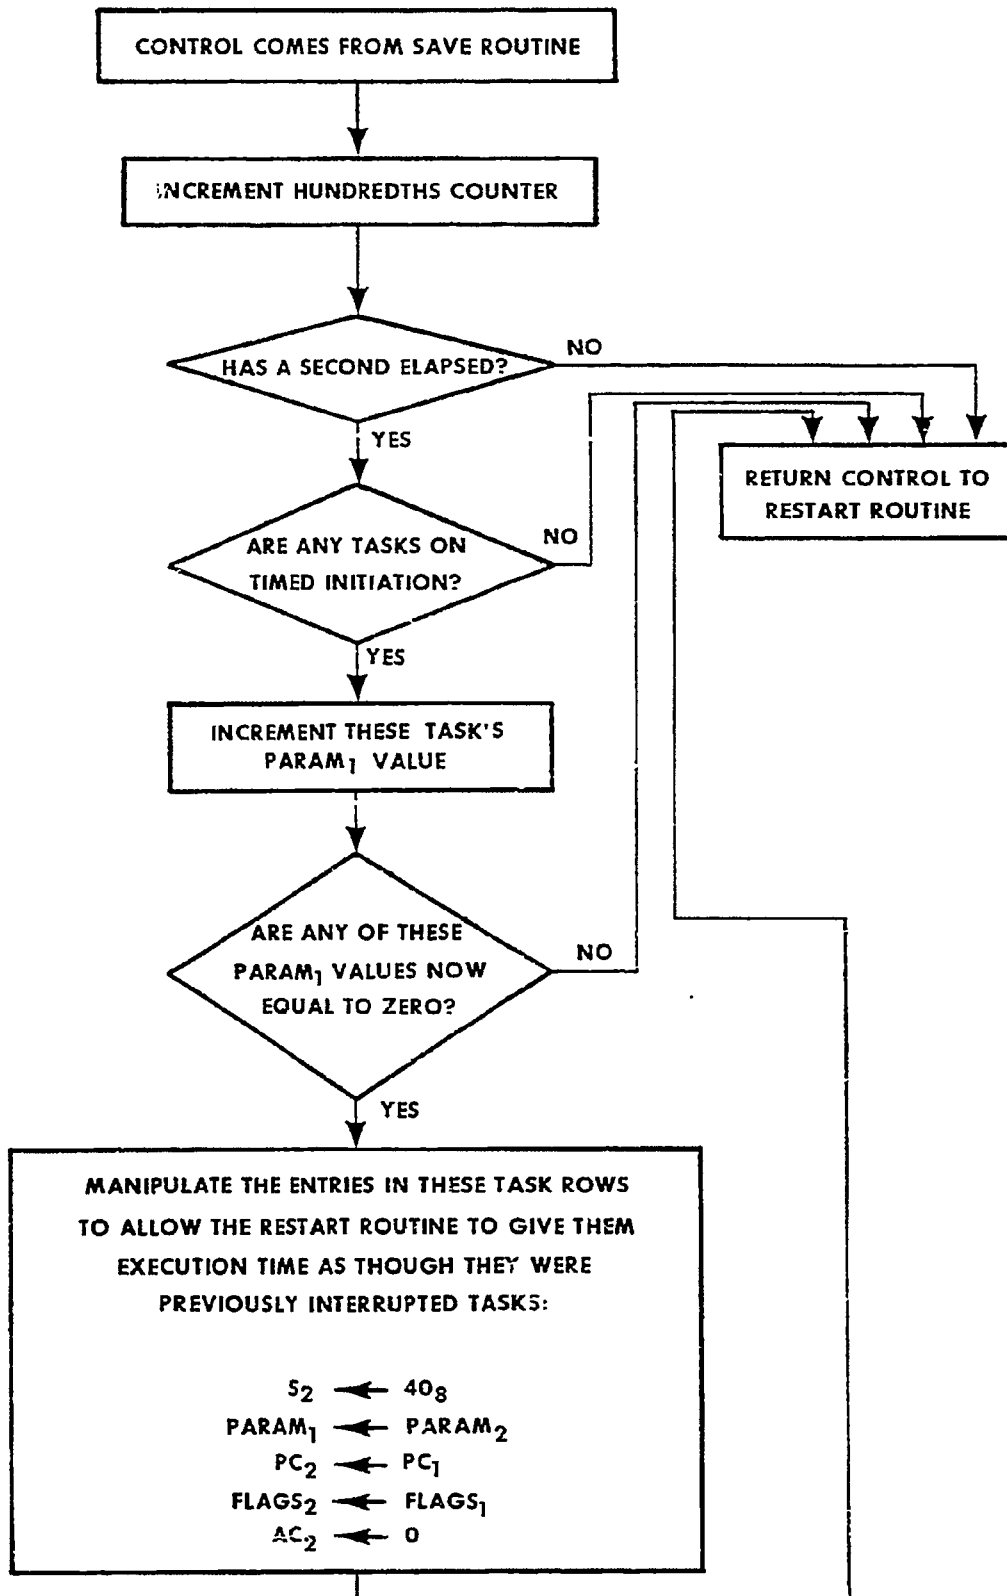 CONTROL COMES FROM SAVE ROUTINE
INCREMENT HUNDREDTHS COUNTER
HAS A SECOND ELAPSED?
NO
YES
RETURN CONTROL TO
RESTART ROUTINE
ARE ANY TASKS ON
TIMED INITIATION?
NO
YES
INCREMENT THESE TASK'S
PARAM₁ VALUE
ARE ANY OF THESE
PARAM₁ VALUES NOW
EQUAL TO ZERO?
NO
YES
MANIPULATE THE ENTRIES IN THESE TASK ROWS
TO ALLOW THE RESTART ROUTINE TO GIVE THEM
EXECUTION TIME AS THOUGH THEY WERE
PREVIOUSLY INTERRUPTED TASKS:
S₂ ← 40₈
PARAM₁ ← PARAM₂
PC₂ ← PC₁
FLAGS₂ ← FLAGS₁
AC₂ ← 0